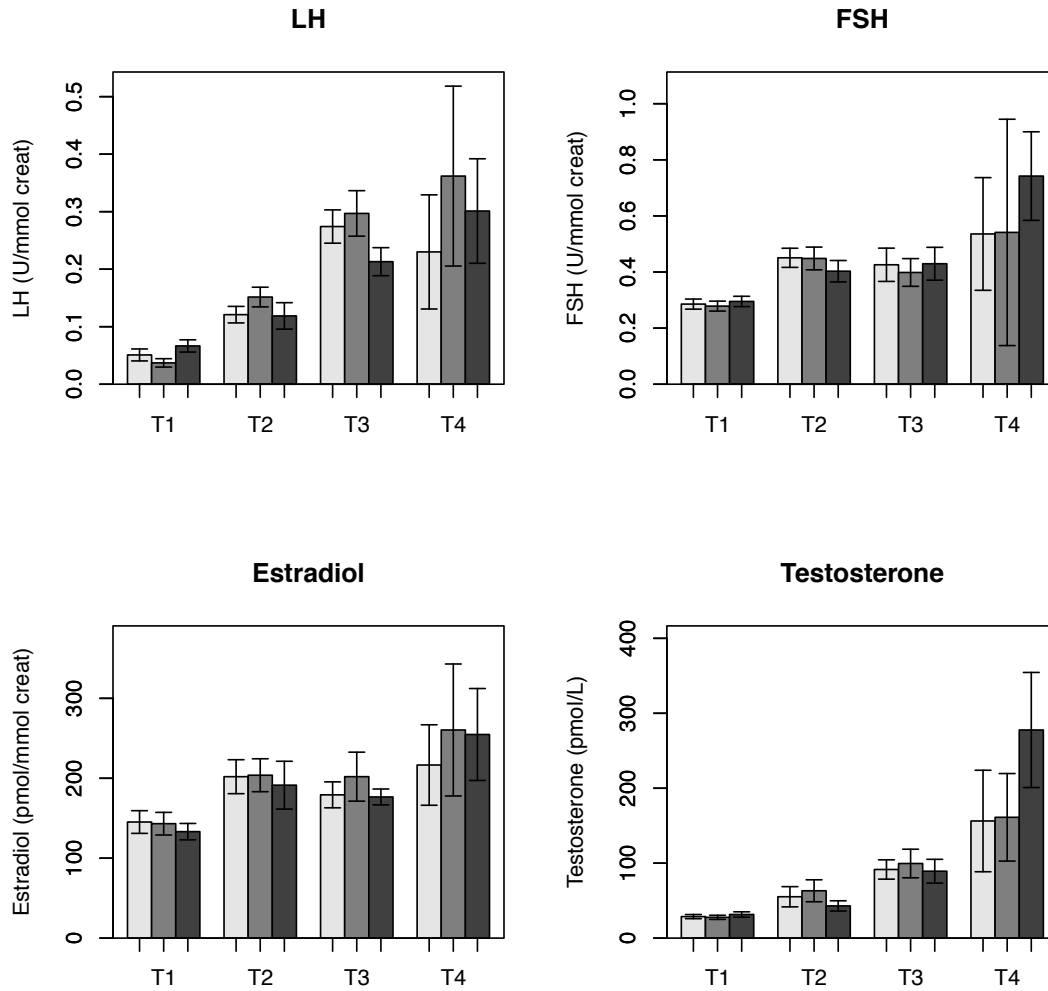 LH
LH (U/mmol creat)
0.5
0.4
0.3
0.2
0.1
0.0
T1 T2 T3 T4
FSH
FSH (U/mmol creat)
1.0
0.8
0.6
0.4
0.2
0.0
T1 T2 T3 T4
Estradiol
Estradiol (pmol/mmol creat)
300
200
100
0
T1 T2 T3 T4
Testosterone
Testosterone (pmol/L)
400
300
200
100
0
T1 T2 T3 T4